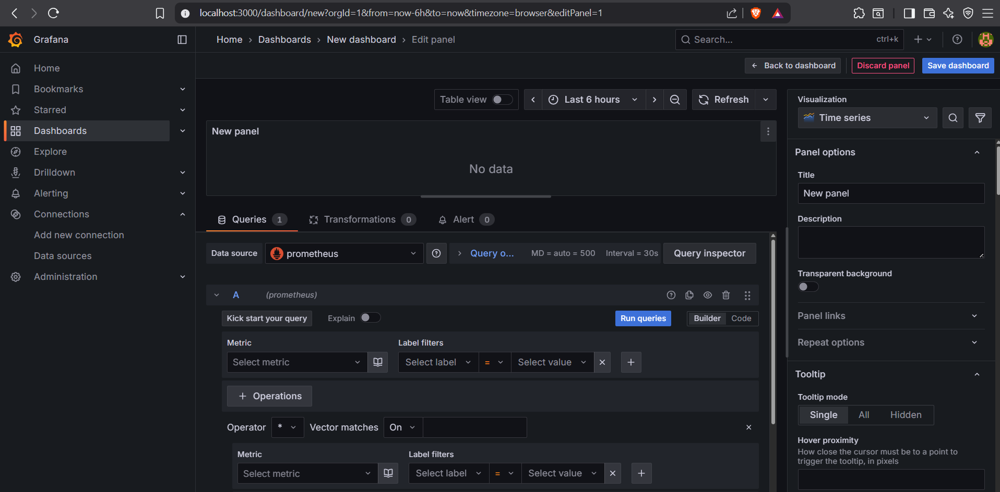 localhost:3000/dashboard/new?orgId=1&from=now-6h&to=now&timezone=browser&editPanel=1
Grafana
Home › Dashboards › New dashboard › Edit panel
Search... ctrl+k
Back to dashboard Discard panel Save dashboard
Home
Bookmarks
Starred
Dashboards
Explore
Drilldown
Alerting
Connections
Add new connection
Data sources
Administration
Table view Last 6 hours Refresh
New panel
No data
Queries 1 Transformations 0 Alert 0
Data source prometheus Query o... MD = auto = 500 Interval = 30s Query inspector
A (prometheus)
Kick start your query Explain Run queries Builder Code
Metric Label filters
Select metric Select label = Select value
+ Operations
Operator * Vector matches On
Metric Label filters
Select metric Select label = Select value
Visualization
Time series
Panel options
Title
New panel
Description
Transparent background
Panel links
Repeat options
Tooltip
Tooltip mode
Single All Hidden
Hover proximity
How close the cursor must be to a point to
trigger the tooltip, in pixels